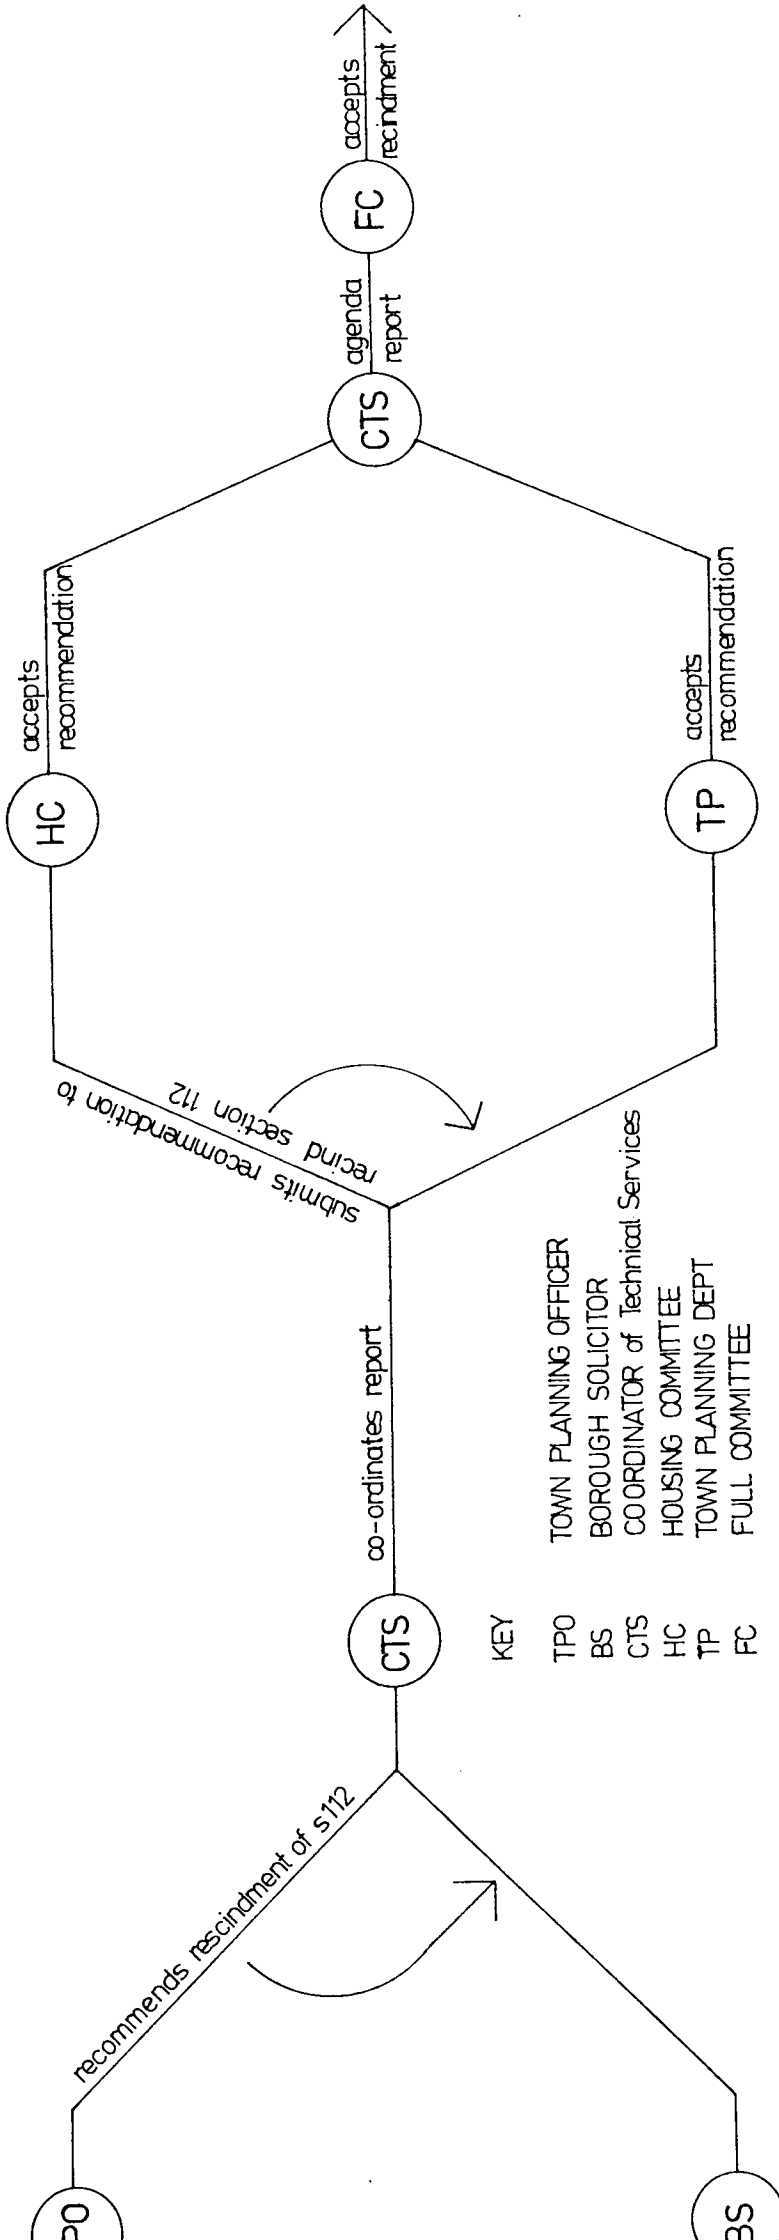 PO
BS
recommends rescindment of s112
CTS
co-ordinates report
submits recommendation to
recind section 112
HC
accepts
recommendation
TP
accepts
recommendation
CTS
agenda
report
FC
accepts
recindment
KEY
TPO TOWN PLANNING OFFICER
BS BOROUGH SOLICITOR
CTS COORDINATOR of Technical Services
HC HOUSING COMMITTEE
TP TOWN PLANNING DEPT
FC FULL COMMITTEE